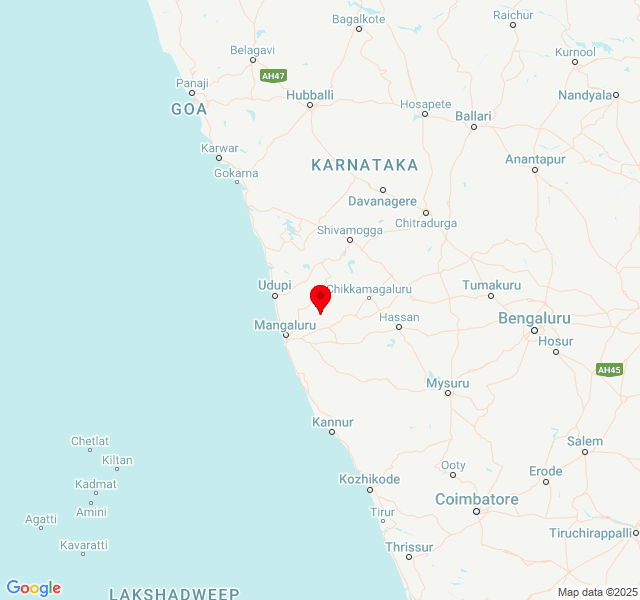 Raichur
Bagalkote
Belagavi
Kurnool
AH47
Panaji
Nandyala
Hubballi
GOA
Hosapete
Ballari
Karwar
Anantapur
KARNATAKA
Gokarna
Davanagere
Chitradurga
Shivamogga
Udupi
Chikkamagaluru
Tumakuru
Mangaluru
Hassan
Bengaluru
Hosur
AH45
Mysuru
Kannur
Chetlat
Salem
Kiltan
Ooty
Erode
Kadmat
Kozhikode
Coimbatore
Amini
Agatti
Tirur
Tiruchirappalli
Kavaratti
Thrissur
Google
LAKSHADWEEP
Map data ©2025